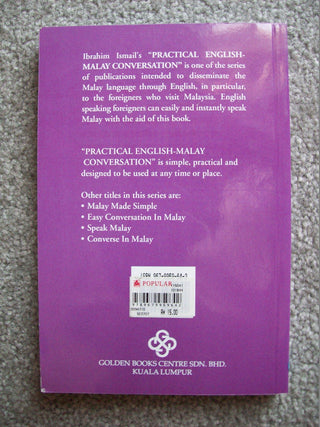 Ibrahim Ismail's "PRACTICAL ENGLISH-
MALAY CONVERSATION" is one of the series
of publications intended to disseminate the
Malay language through English, in particular,
to the foreigners who visit Malaysia. English
speaking foreigners can easily and instantly speak
Malay with the aid of this book.
"PRACTICAL ENGLISH-MALAY
CONVERSATION" is simple, practical and
designed to be used at any time or place.
Other titles in this series are:
• Malay Made Simple
• Easy Conversation In Malay
• Speak Malay
• Converse In Malay
ISBN
POPULAR
RM 15.00
GOLDEN BOOKS CENTRE SDN. BHD.
KUALA LUMPUR